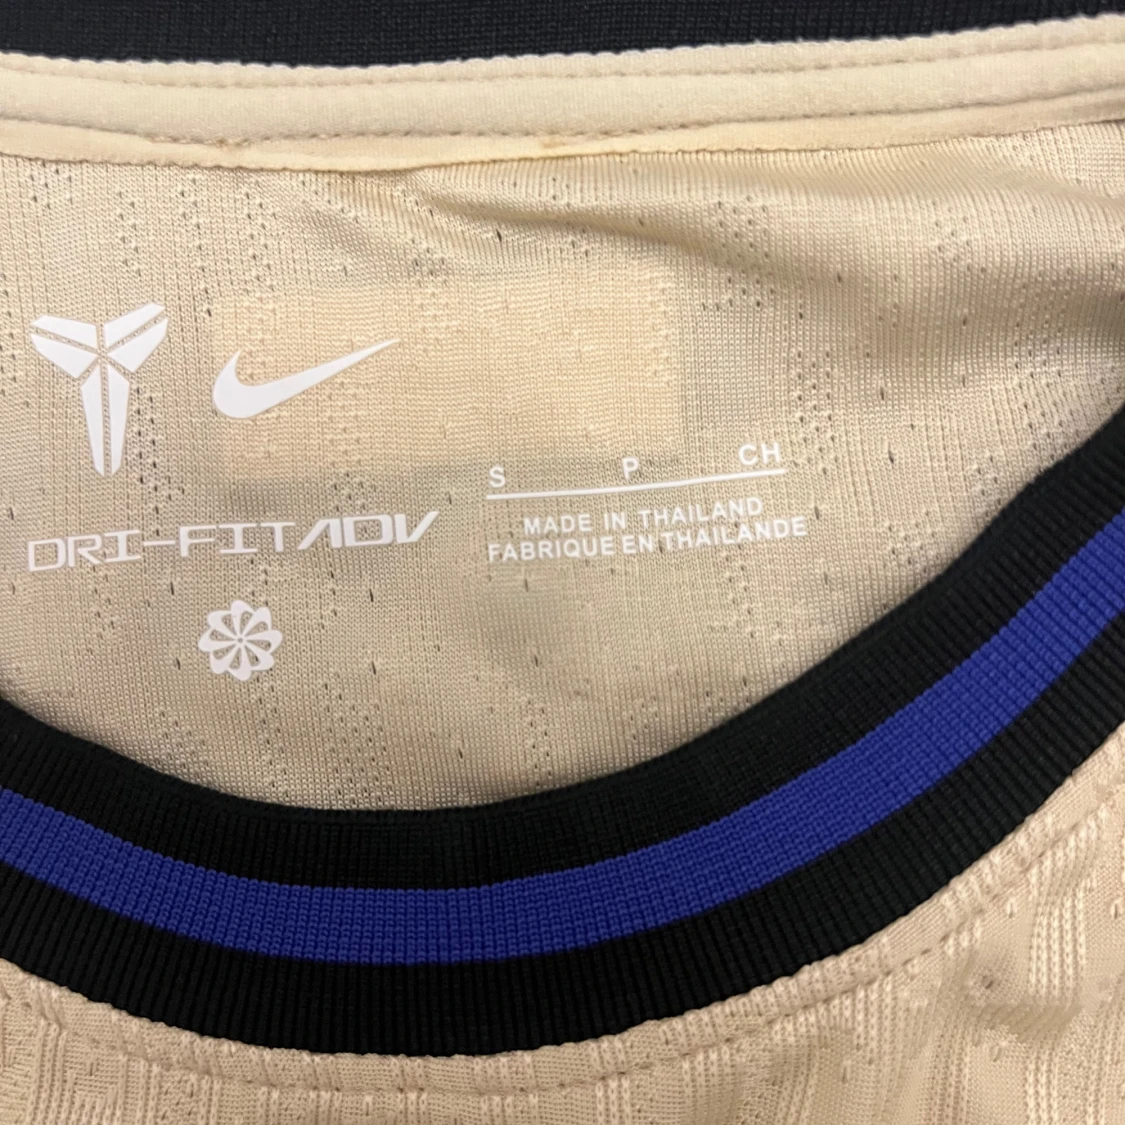 DRI-FIT ADV
S P CH
MADE IN THAILAND
FABRIQUE EN THAILANDE